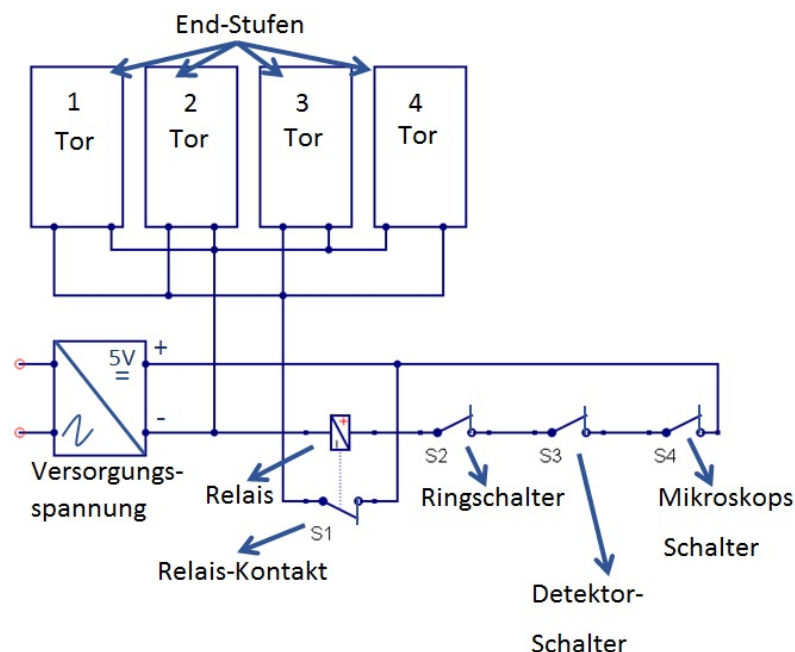 End-Stufen
1
Tor
2
Tor
3
Tor
4
Tor
5V
=
+
-
Versorgungs-
spannung
Relais
S1
Relais-Kontakt
S2
Ringschalter
S3
Detektor-
Schalter
S4
Mikroskops
Schalter